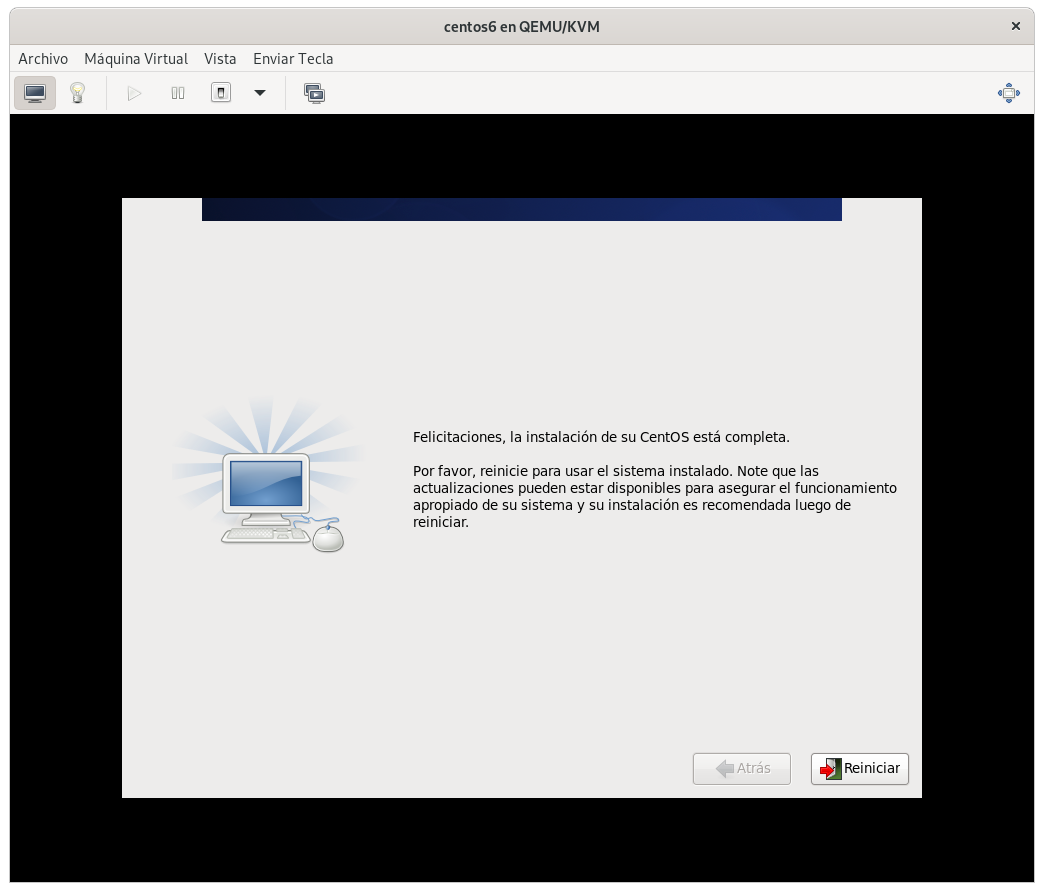 centos6 en QEMU/KVM
Archivo Máquina Virtual Vista Enviar Tecla
Felicitaciones, la instalación de su CentOS está completa.
Por favor, reinicie para usar el sistema instalado. Note que las
actualizaciones pueden estar disponibles para asegurar el funcionamiento
apropiado de su sistema y su instalación es recomendada luego de
reiniciar.
Atrás Reiniciar